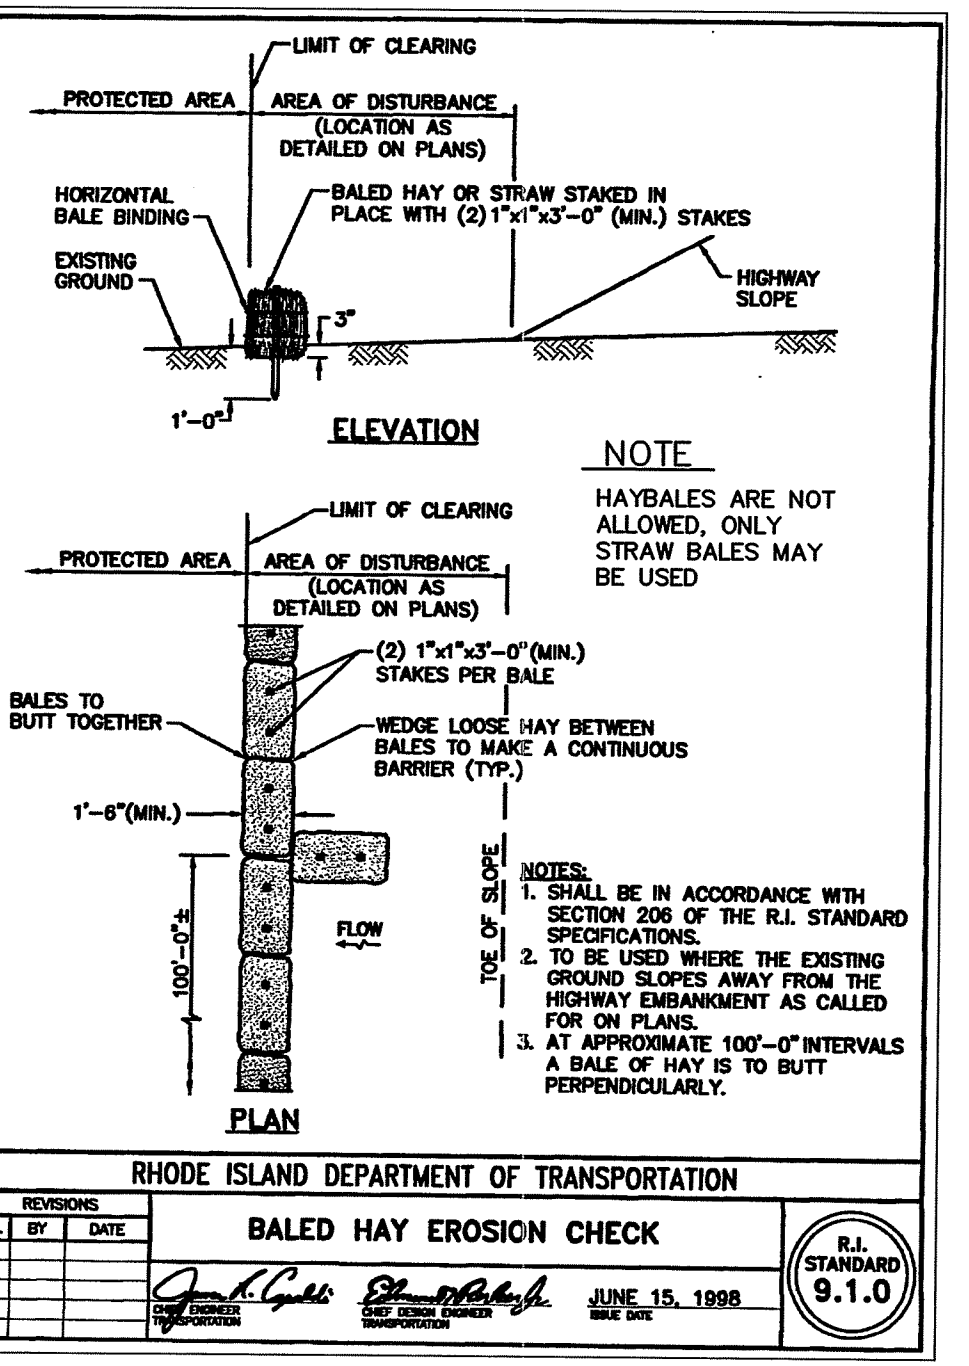 LIMIT OF CLEARING
PROTECTED AREA
AREA OF DISTURBANCE
(LOCATION AS
DETAILED ON PLANS)
HORIZONTAL
BALE BINDING
BALED HAY OR STRAW STAKED IN
PLACE WITH (2) 1"x1"x3'-0" (MIN.) STAKES
EXISTING
GROUND
HIGHWAY
SLOPE
3"
1'-0"
ELEVATION
NOTE
HAYBALES ARE NOT
ALLOWED, ONLY
STRAW BALES MAY
BE USED
LIMIT OF CLEARING
PROTECTED AREA
AREA OF DISTURBANCE
(LOCATION AS
DETAILED ON PLANS)
(2) 1"x1"x3'-0"(MIN.)
STAKES PER BALE
BALES TO
BUTT TOGETHER
WEDGE LOOSE HAY BETWEEN
BALES TO MAKE A CONTINUOUS
BARRIER (TYP.)
1'-6"(MIN.)
100'-0"±
FLOW
TOE OF SLOPE
NOTES:
1. SHALL BE IN ACCORDANCE WITH
SECTION 206 OF THE R.I. STANDARD
SPECIFICATIONS.
2. TO BE USED WHERE THE EXISTING
GROUND SLOPES AWAY FROM THE
HIGHWAY EMBANKMENT AS CALLED
FOR ON PLANS.
3. AT APPROXIMATE 100'-0" INTERVALS
A BALE OF HAY IS TO BUTT
PERPENDICULARLY.
PLAN
RHODE ISLAND DEPARTMENT OF TRANSPORTATION
REVISIONS
BY DATE
BALED HAY EROSION CHECK
CHIEF ENGINEER
TRANSPORTATION
CHIEF DESIGN ENGINEER
TRANSPORTATION
JUNE 15, 1998
ISSUE DATE
R.I.
STANDARD
9.1.0